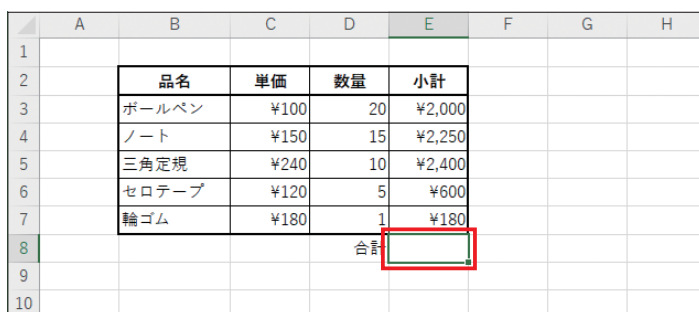 A B C D E F G H
1
2 品名 単価 数量 小計
3 ボールペン ¥100 20 ¥2,000
4 ノート ¥150 15 ¥2,250
5 三角定規 ¥240 10 ¥2,400
6 セロテープ ¥120 5 ¥600
7 輪ゴム ¥180 1 ¥180
8 合計
9
10